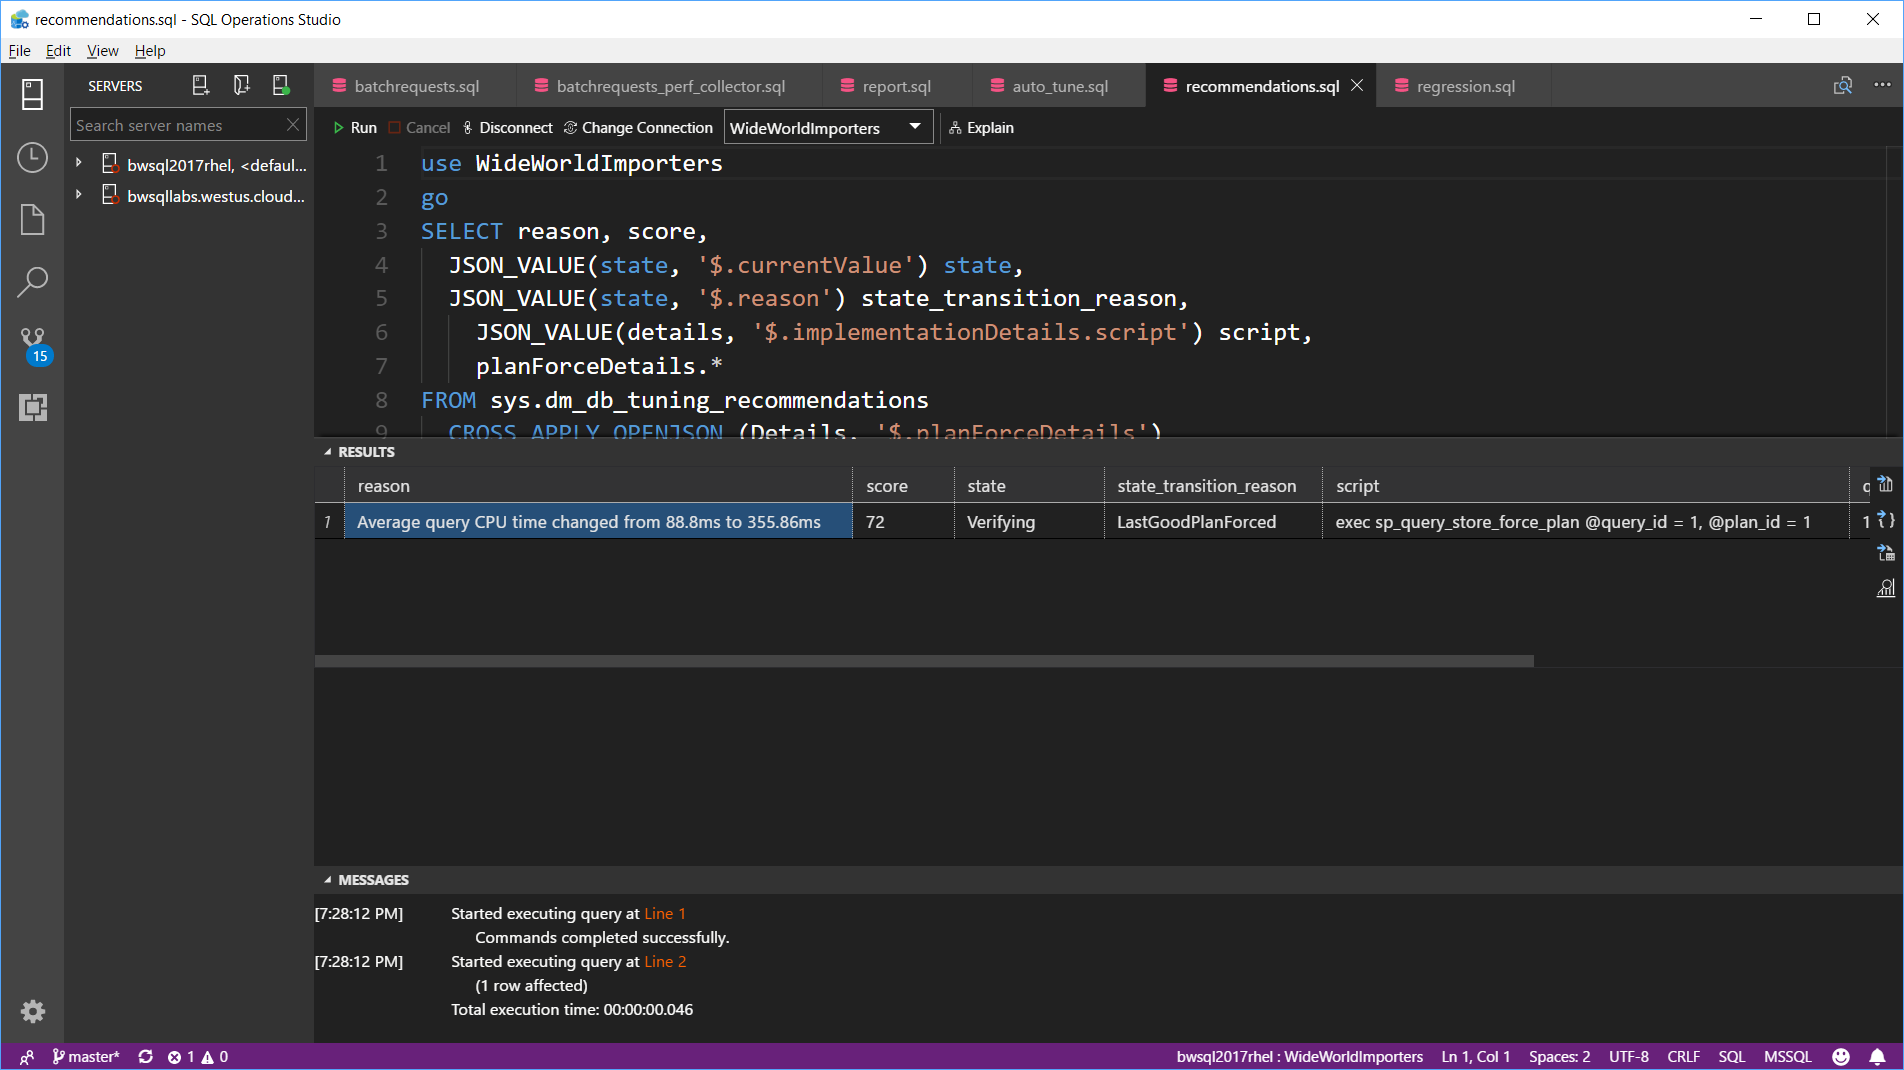 recommendations.sql - SQL Operations Studio
File Edit View Help
SERVERS
batchrequests.sql batchrequests_perf_collector.sql report.sql auto_tune.sql recommendations.sql regression.sql
Search server names
Run Cancel Disconnect Change Connection WideWorldImporters Explain
bwsql2017rhel, <defaul...
bwsqllabs.westus.cloud...
15
1 use WideWorldImporters
2 go
3 SELECT reason, score,
4 JSON_VALUE(state, '$.currentValue') state,
5 JSON_VALUE(state, '$.reason') state_transition_reason,
6 JSON_VALUE(details, '$.implementationDetails.script') script,
7 planForceDetails.*
8 FROM sys.dm_db_tuning_recommendations
9 CROSS APPLY OPENJSON (Details, '$.planForceDetails')
RESULTS
reason score state state_transition_reason script
1 Average query CPU time changed from 88.8ms to 355.86ms 72 Verifying LastGoodPlanForced exec sp_query_store_force_plan @query_id = 1, @plan_id = 1 1
MESSAGES
[7:28:12 PM] Started executing query at Line 1
Commands completed successfully.
[7:28:12 PM] Started executing query at Line 2
(1 row affected)
Total execution time: 00:00:00.046
master* 1 0 bwsql2017rhel : WideWorldImporters Ln 1, Col 1 Spaces: 2 UTF-8 CRLF SQL MSSQL